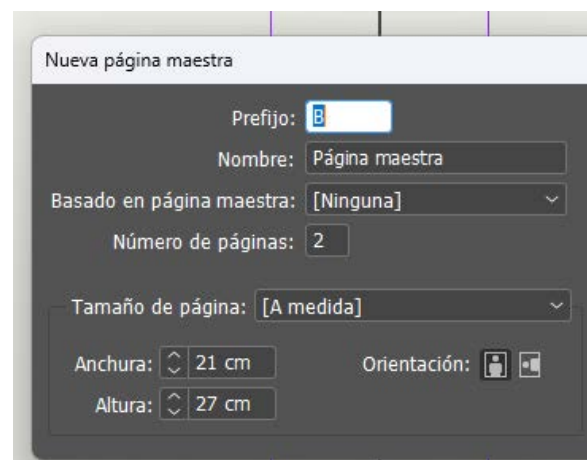 Nueva página maestra
Prefijo: B
Nombre: Página maestra
Basado en página maestra: [Ninguna]
Número de páginas: 2
Tamaño de página: [A medida]
Anchura: 21 cm Orientación:
Altura: 27 cm